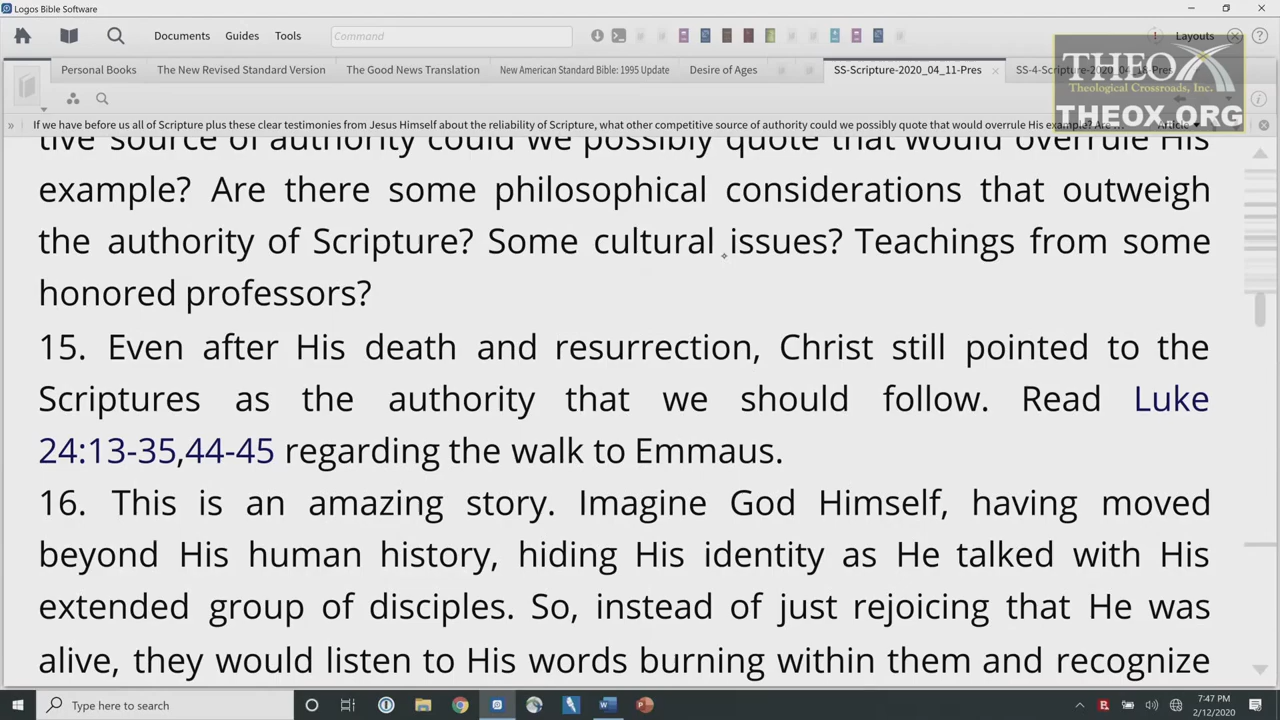 Logos Bible Software
Documents Guides Tools Command Layouts
Personal Books The New Revised Standard Version New American Standard Bible: 1995 Update Desire of Ages SS-Scripture-2020_04_11-Pres SS-4-Scripture-2020_04_18-Pres
THEOX
Theological Crossroads, Inc.
THEOX.ORG
» If we have before us all of Scripture plus these clear testimonies from Jesus Himself about the reliability of Scripture, what other competitive source of authority could we possibly quote that would overrule His example? Are ... Article
tive source of authority could we possibly quote that would overrule His
example? Are there some philosophical considerations that outweigh
the authority of Scripture? Some cultural issues? Teachings from some
honored professors?
15. Even after His death and resurrection, Christ still pointed to the
Scriptures as the authority that we should follow. Read Luke
24:13-35,44-45 regarding the walk to Emmaus.
16. This is an amazing story. Imagine God Himself, having moved
beyond His human history, hiding His identity as He talked with His
extended group of disciples. So, instead of just rejoicing that He was
alive, they would listen to His words burning within them and recognize
Type here to search
7:47 PM
2/12/2020